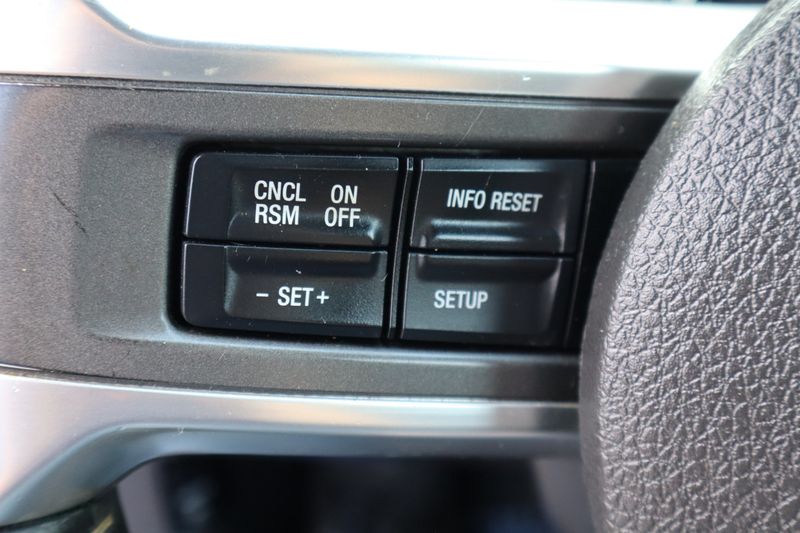 CNCL ON
RSM OFF
- SET +
INFO RESET
SETUP